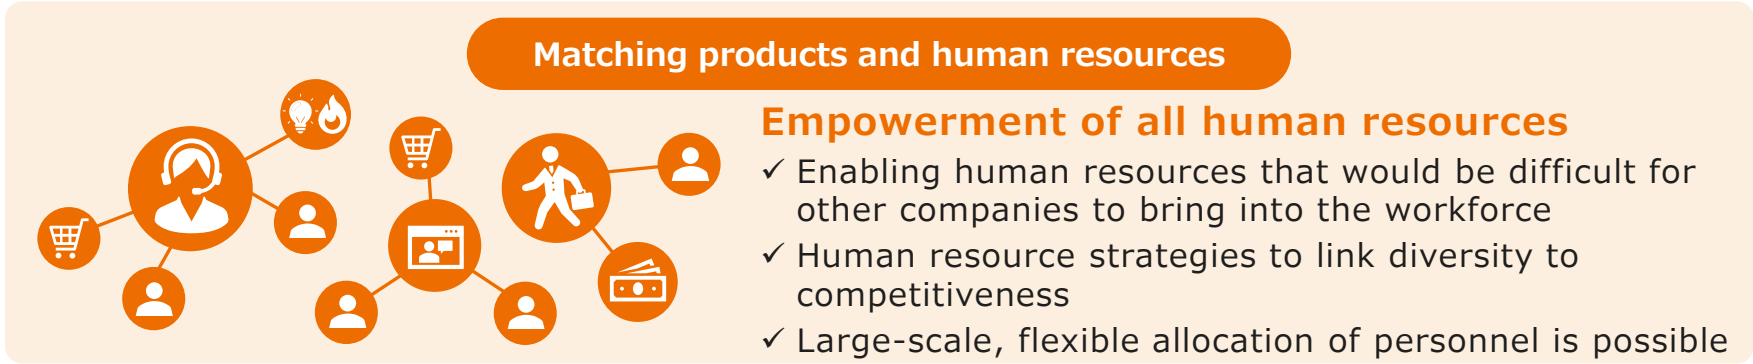 Matching products and human resources
Empowerment of all human resources
✓ Enabling human resources that would be difficult for
other companies to bring into the workforce
✓ Human resource strategies to link diversity to
competitiveness
✓ Large-scale, flexible allocation of personnel is possible